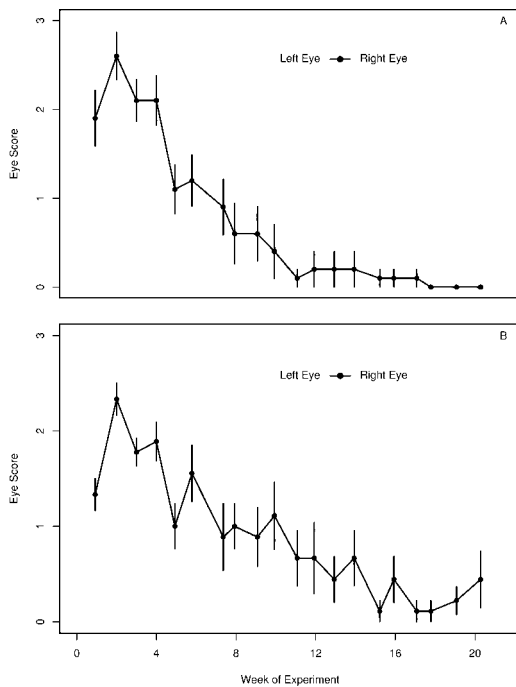 A
3
Left Eye Right Eye
2
Eye Score
1
0
B
3
Left Eye Right Eye
2
Eye Score
1
0
0 4 8 12 16 20
Week of Experiment